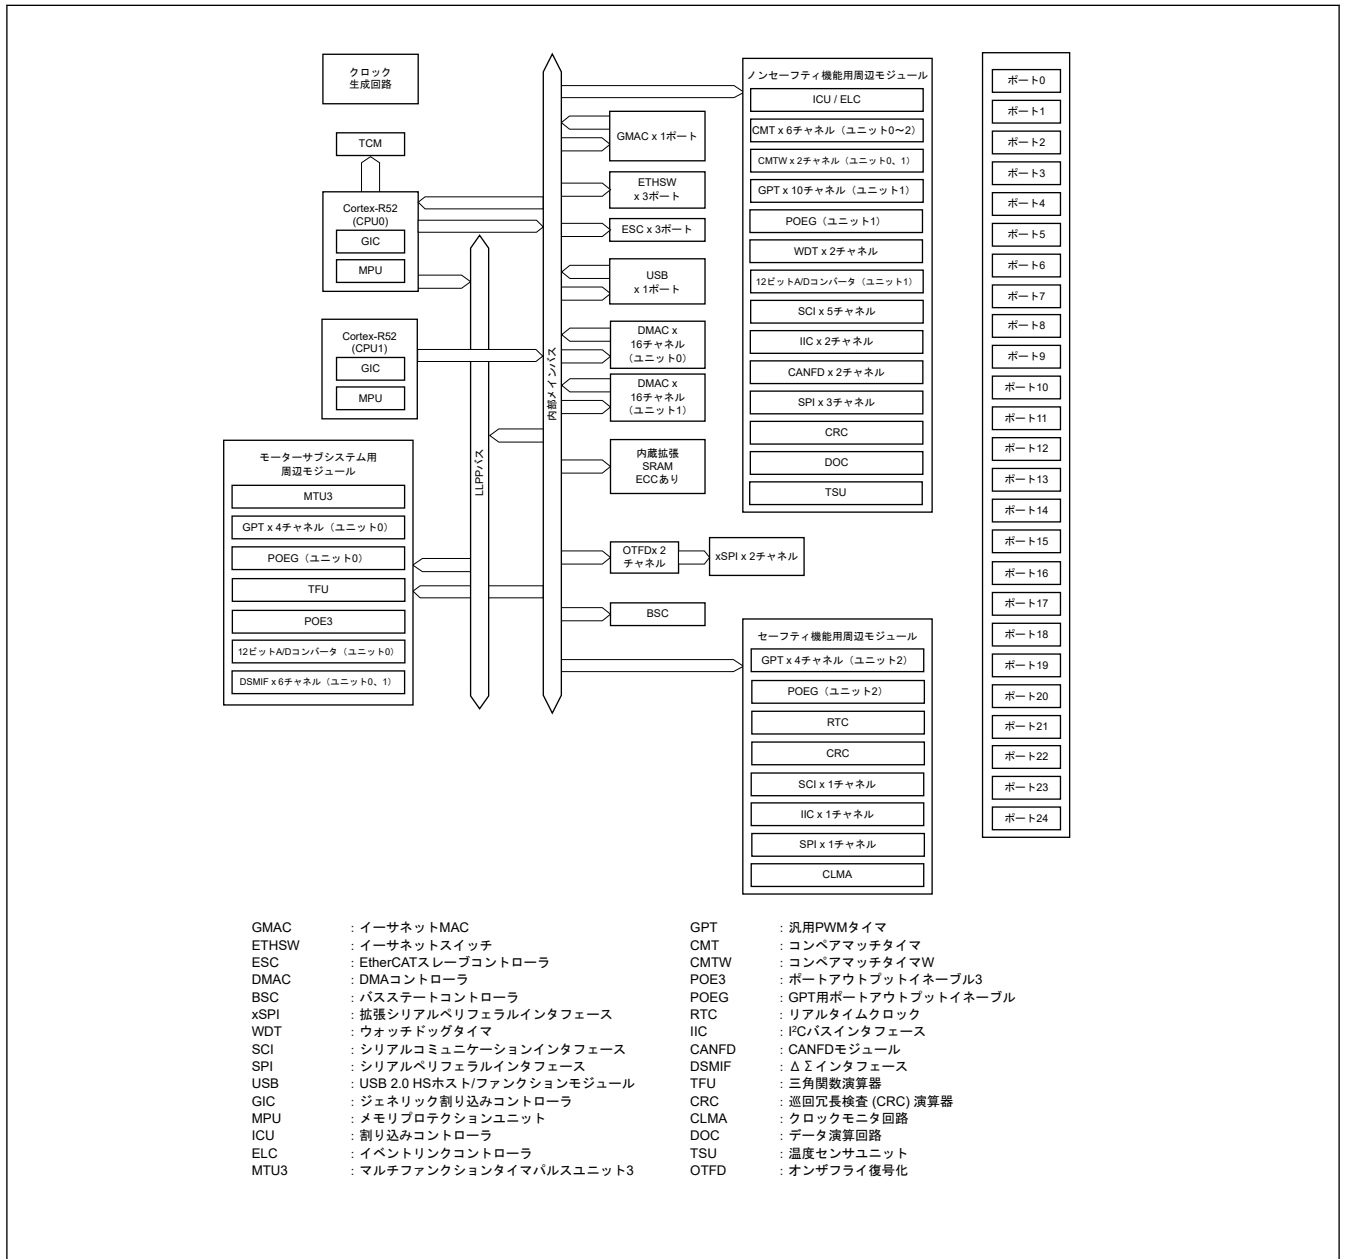 クロック
生成回路
TCM
Cortex-R52
(CPU0)
GIC
MPU
Cortex-R52
(CPU1)
GIC
MPU
モーターサブシステム用
周辺モジュール
MTU3
GPT x 4チャネル（ユニット0）
POEG（ユニット0）
TFU
POE3
12ビットA/Dコンバータ（ユニット0）
DSMIF x 6チャネル（ユニット0、1）
LLPPバス
内部メインバス
GMAC x 1ポート
ETHSW
x 3ポート
ESC x 3ポート
USB
x 1ポート
DMAC x
16チャネル
（ユニット0）
DMAC x
16チャネル
（ユニット1）
内蔵拡張
SRAM
ECCあり
OTFDx 2
チャネル
xSPI x 2チャネル
BSC
ノンセーフティ機能用周辺モジュール
ICU / ELC
CMT x 6チャネル（ユニット0～2）
CMTW x 2チャネル（ユニット0、1）
GPT x 10チャネル（ユニット1）
POEG（ユニット1）
WDT x 2チャネル
12ビットA/Dコンバータ（ユニット1）
SCI x 5チャネル
IIC x 2チャネル
CANFD x 2チャネル
SPI x 3チャネル
CRC
DOC
TSU
セーフティ機能用周辺モジュール
GPT x 4チャネル（ユニット2）
POEG（ユニット2）
RTC
CRC
SCI x 1チャネル
IIC x 1チャネル
SPI x 1チャネル
CLMA
ポート0
ポート1
ポート2
ポート3
ポート4
ポート5
ポート6
ポート7
ポート8
ポート9
ポート10
ポート11
ポート12
ポート13
ポート14
ポート15
ポート16
ポート17
ポート18
ポート19
ポート20
ポート21
ポート22
ポート23
ポート24
GMAC : イーサネットMAC
ETHSW : イーサネットスイッチ
ESC : EtherCATスレーブコントローラ
DMAC : DMAコントローラ
BSC : バスステートコントローラ
xSPI : 拡張シリアルペリフェラルインタフェース
WDT : ウォッチドッグタイマ
SCI : シリアルコミュニケーションインタフェース
SPI : シリアルペリフェラルインタフェース
USB : USB 2.0 HSホスト/ファンクションモジュール
GIC : ジェネリック割り込みコントローラ
MPU : メモリプロテクションユニット
ICU : 割り込みコントローラ
ELC : イベントリンクコントローラ
MTU3 : マルチファンクションタイマパルスユニット3
GPT : 汎用PWMタイマ
CMT : コンペアマッチタイマ
CMTW : コンペアマッチタイマW
POE3 : ポートアウトプットイネーブル3
POEG : GPT用ポートアウトプットイネーブル
RTC : リアルタイムクロック
IIC : I²Cバスインタフェース
CANFD : CANFDモジュール
DSMIF : ΔΣインタフェース
TFU : 三角関数演算器
CRC : 巡回冗長検査 (CRC) 演算器
CLMA : クロックモニタ回路
DOC : データ演算回路
TSU : 温度センサユニット
OTFD : オンザフライ復号化